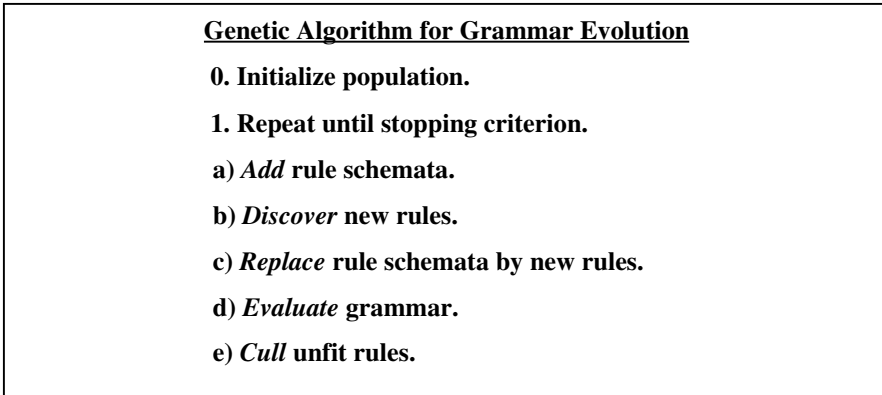 Genetic Algorithm for Grammar Evolution
0. Initialize population.
1. Repeat until stopping criterion.
a) Add rule schemata.
b) Discover new rules.
c) Replace rule schemata by new rules.
d) Evaluate grammar.
e) Cull unfit rules.